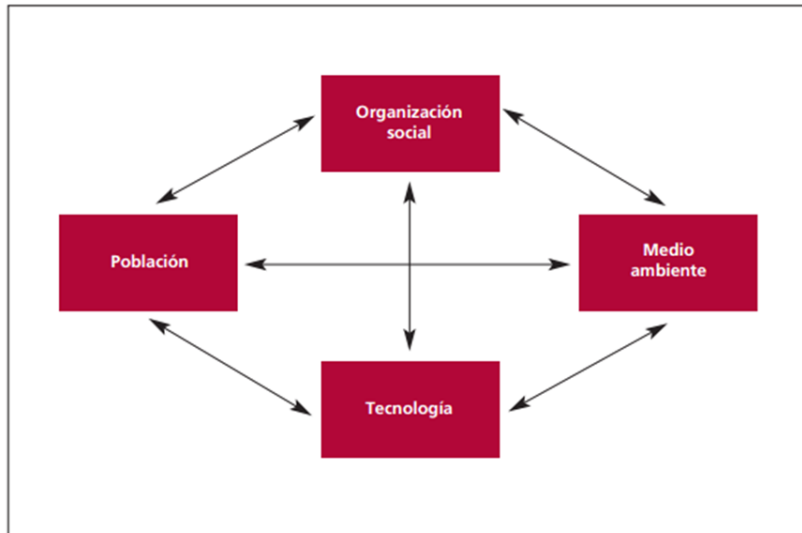 Organización
social
Población
Medio
ambiente
Tecnología